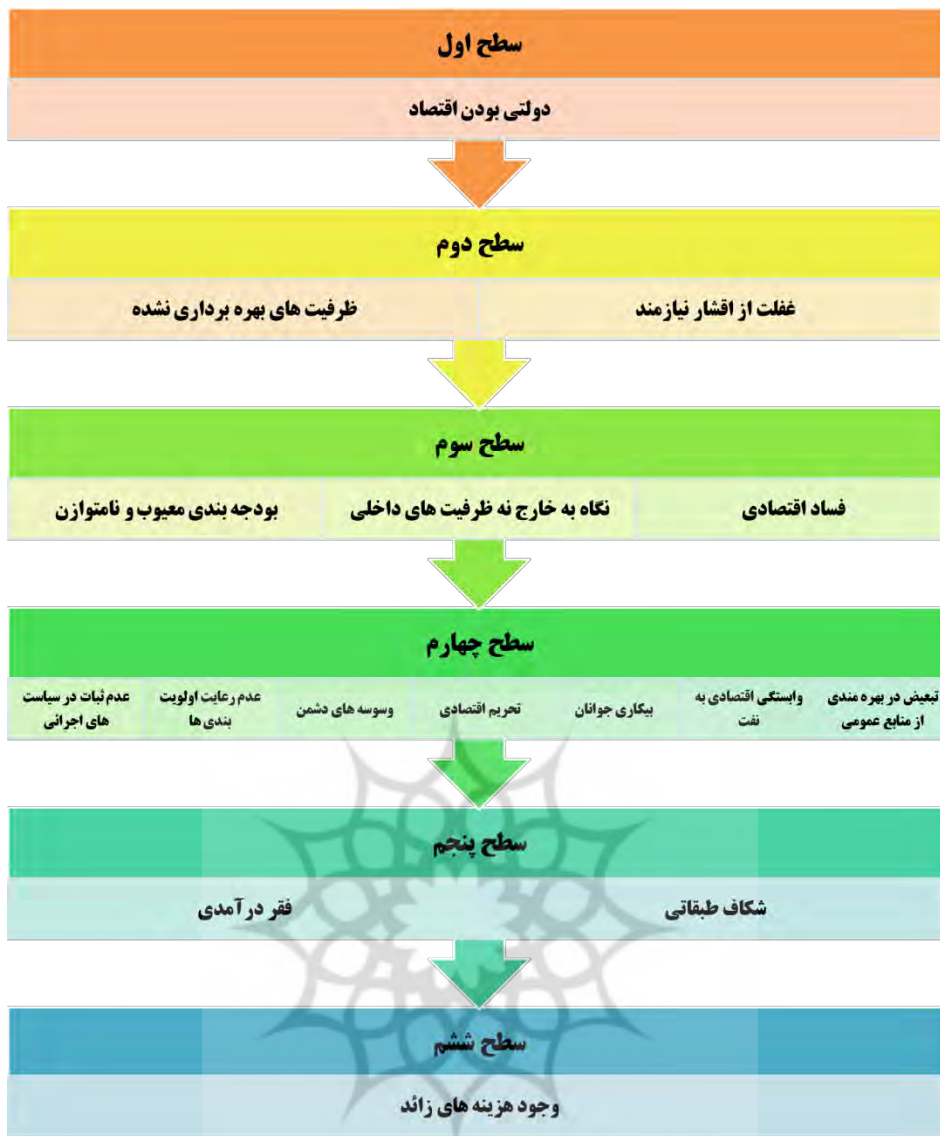 سطح اول
دولتی بودن اقتصاد
سطح دوم
غفلت از اقشار نیازمند
ظرفیت های بهره برداری نشده
سطح سوم
فساد اقتصادی
نگاه به خارج نه ظرفیت های داخلی
بودجه بندی معیوب و نامتوازن
سطح چهارم
تبعیض در بهره مندی
از منابع عمومی
وابستگی اقتصادی به
نفت
بیکاری جوانان
تحریم اقتصادی
وسوسه های دشمن
عدم رعایت اولویت
بندی ها
عدم ثبات در سیاست
های اجرائی
سطح پنجم
شکاف طبقاتی
فقر درآمدی
سطح ششم
وجود هزینه های زائد